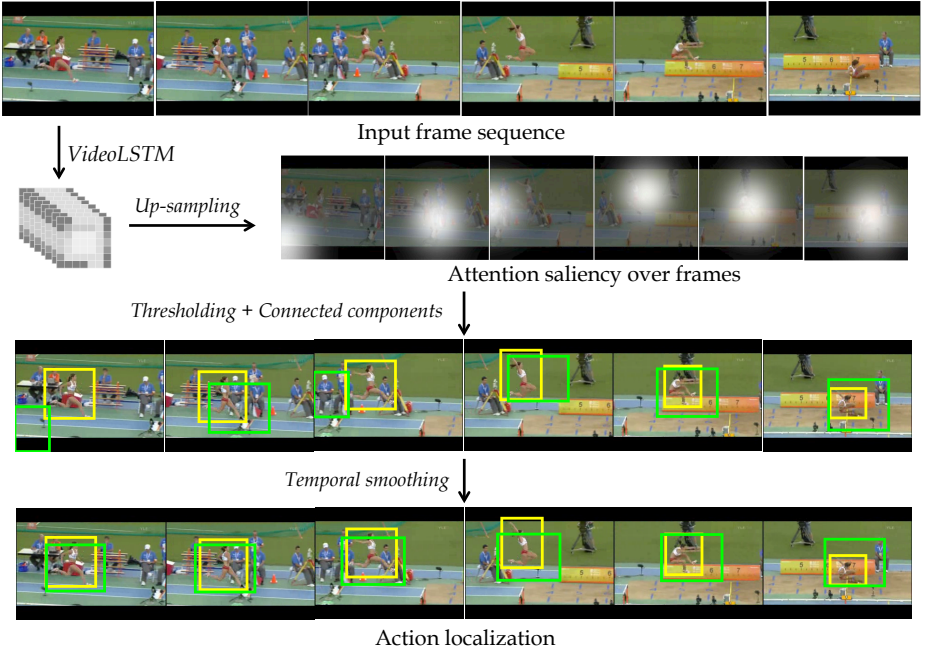 Input frame sequence
VideoLSTM
Up-sampling
Attention saliency over frames
Thresholding + Connected components
Temporal smoothing
Action localization